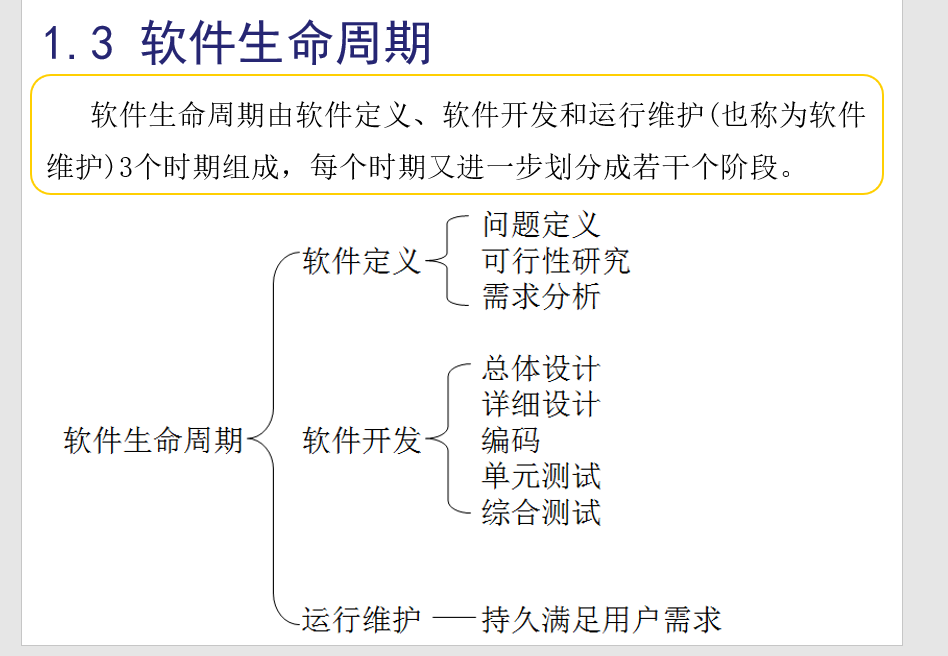 1.3 软件生命周期
软件生命周期由软件定义、软件开发和运行维护(也称为软件
维护)3个时期组成，每个时期又进一步划分成若干个阶段。
问题定义
软件定义
可行性研究
需求分析
总体设计
详细设计
软件生命周期
软件开发
编码
单元测试
综合测试
运行维护
持久满足用户需求